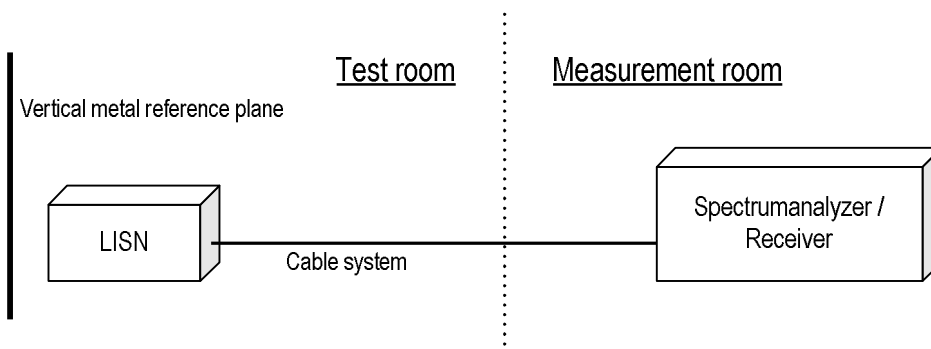 Test room
Measurement room
Vertical metal reference plane
LISN
Cable system
Spectrumanalyzer /
Receiver